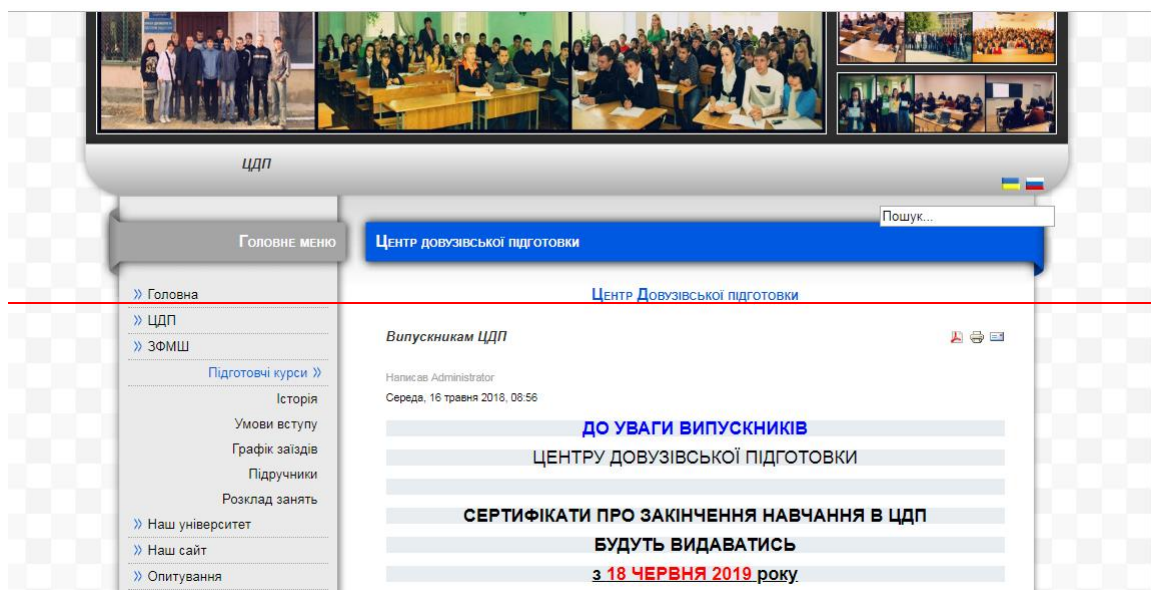 ЦДП
Пошук...
Головне меню
Центр довузівської підготовки
» Головна
» ЦДП
» ЗФМШ
Підготовчі курси »
Історія
Умови вступу
Графік заїздів
Підручники
Розклад занять
» Наш університет
» Наш сайт
» Опитування
Центр Довузівської підготовки
Випускникам ЦДП
Написав Administrator
Середа, 16 травня 2018, 08:56
ДО УВАГИ ВИПУСКНИКІВ
ЦЕНТРУ ДОВУЗІВСЬКОЇ ПІДГОТОВКИ
СЕРТИФІКАТИ ПРО ЗАКІНЧЕННЯ НАВЧАННЯ В ЦДП
БУДУТЬ ВИДАВАТИСЬ
з 18 ЧЕРВНЯ 2019 року